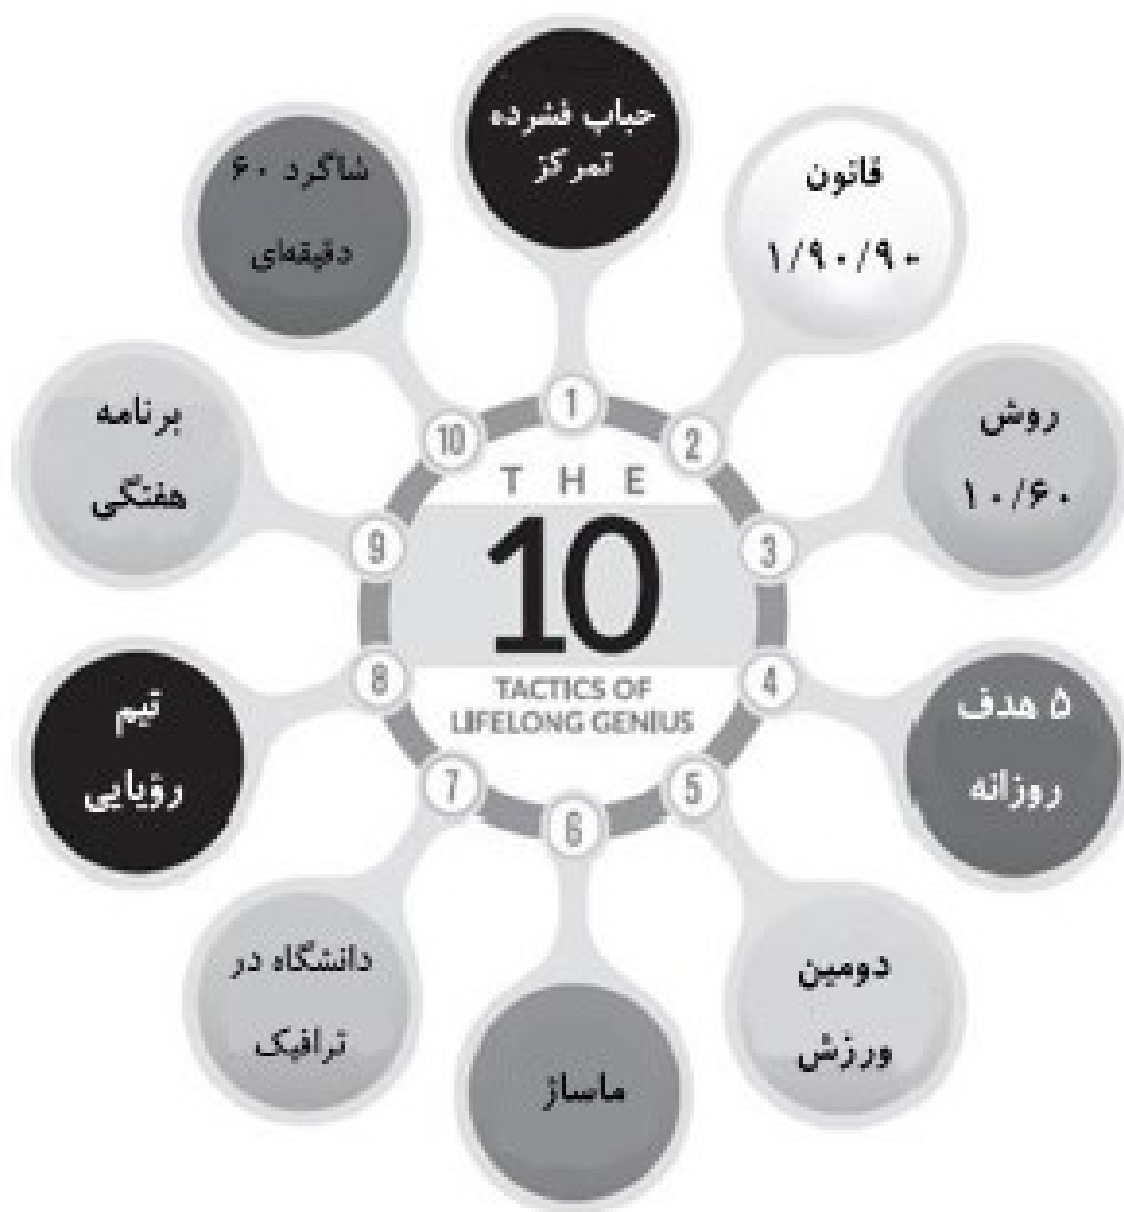 حباب فشرده
تمرکز
قانون
۱/۹۰/۹۰
روش
۱۰/۶۰
۵ هدف
روزانه
دومین
ورزش
ماساژ
دانشگاه در
ترافیک
تیم
رؤیایی
برنامه
هفتگی
شاگرد ۶۰
دقیقه‌ای
1
2
3
4
5
6
7
8
9
10
THE
10
TACTICS OF
LIFELONG GENIUS